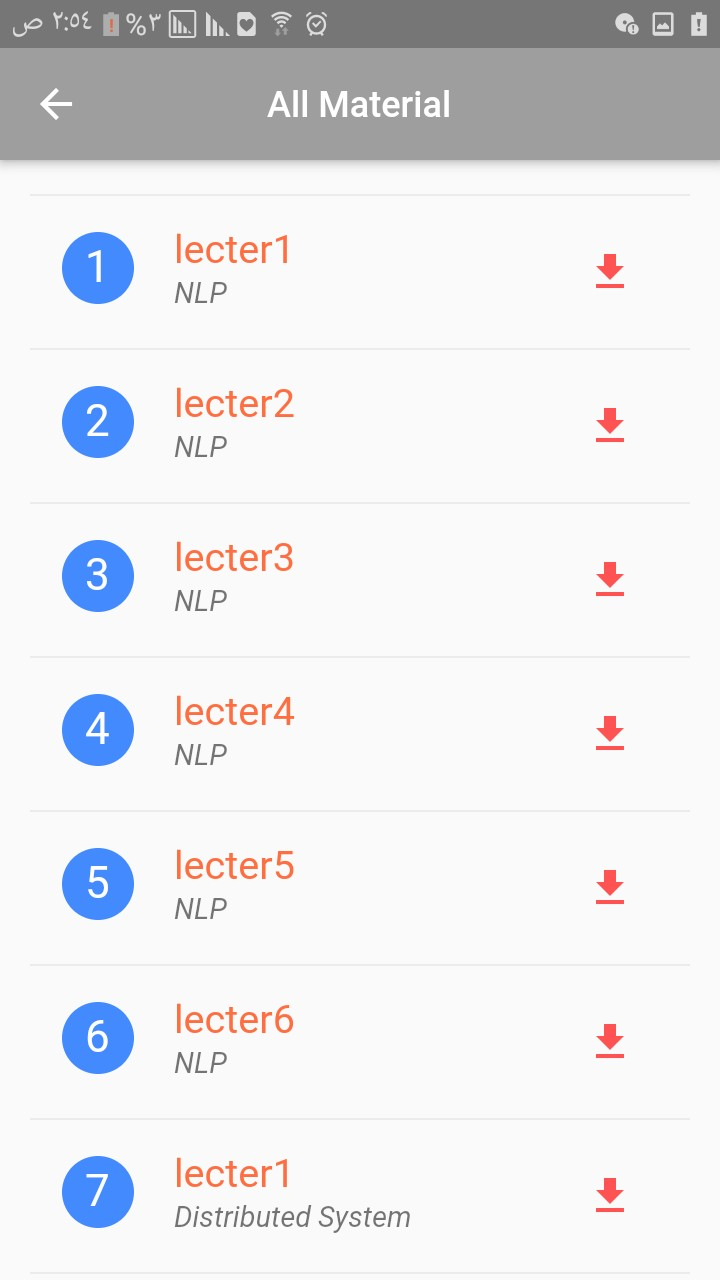 ص ٢:٥٤ %٣
All Material
1
lecter1
NLP
2
lecter2
NLP
3
lecter3
NLP
4
lecter4
NLP
5
lecter5
NLP
6
lecter6
NLP
7
lecter1
Distributed System